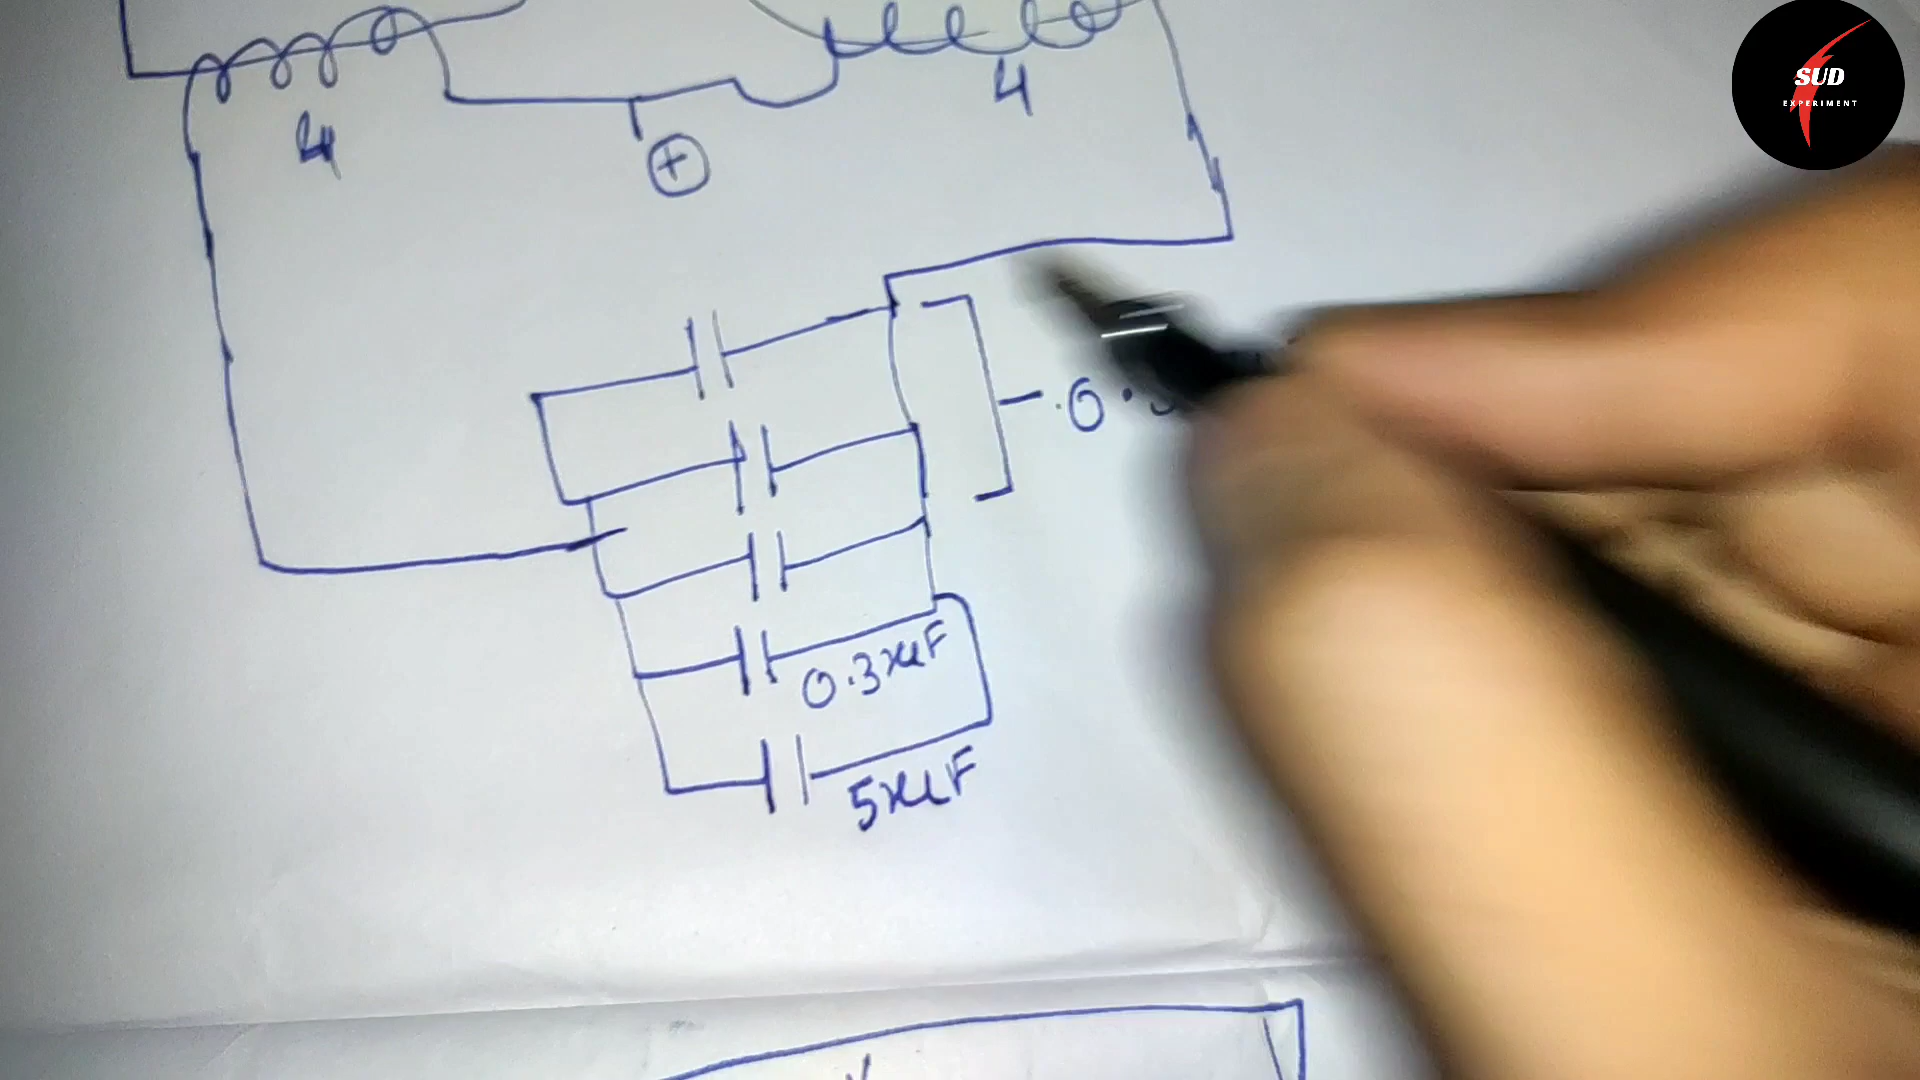 SUD
EXPERIMENT
4
4
+
0.3µF
5µF